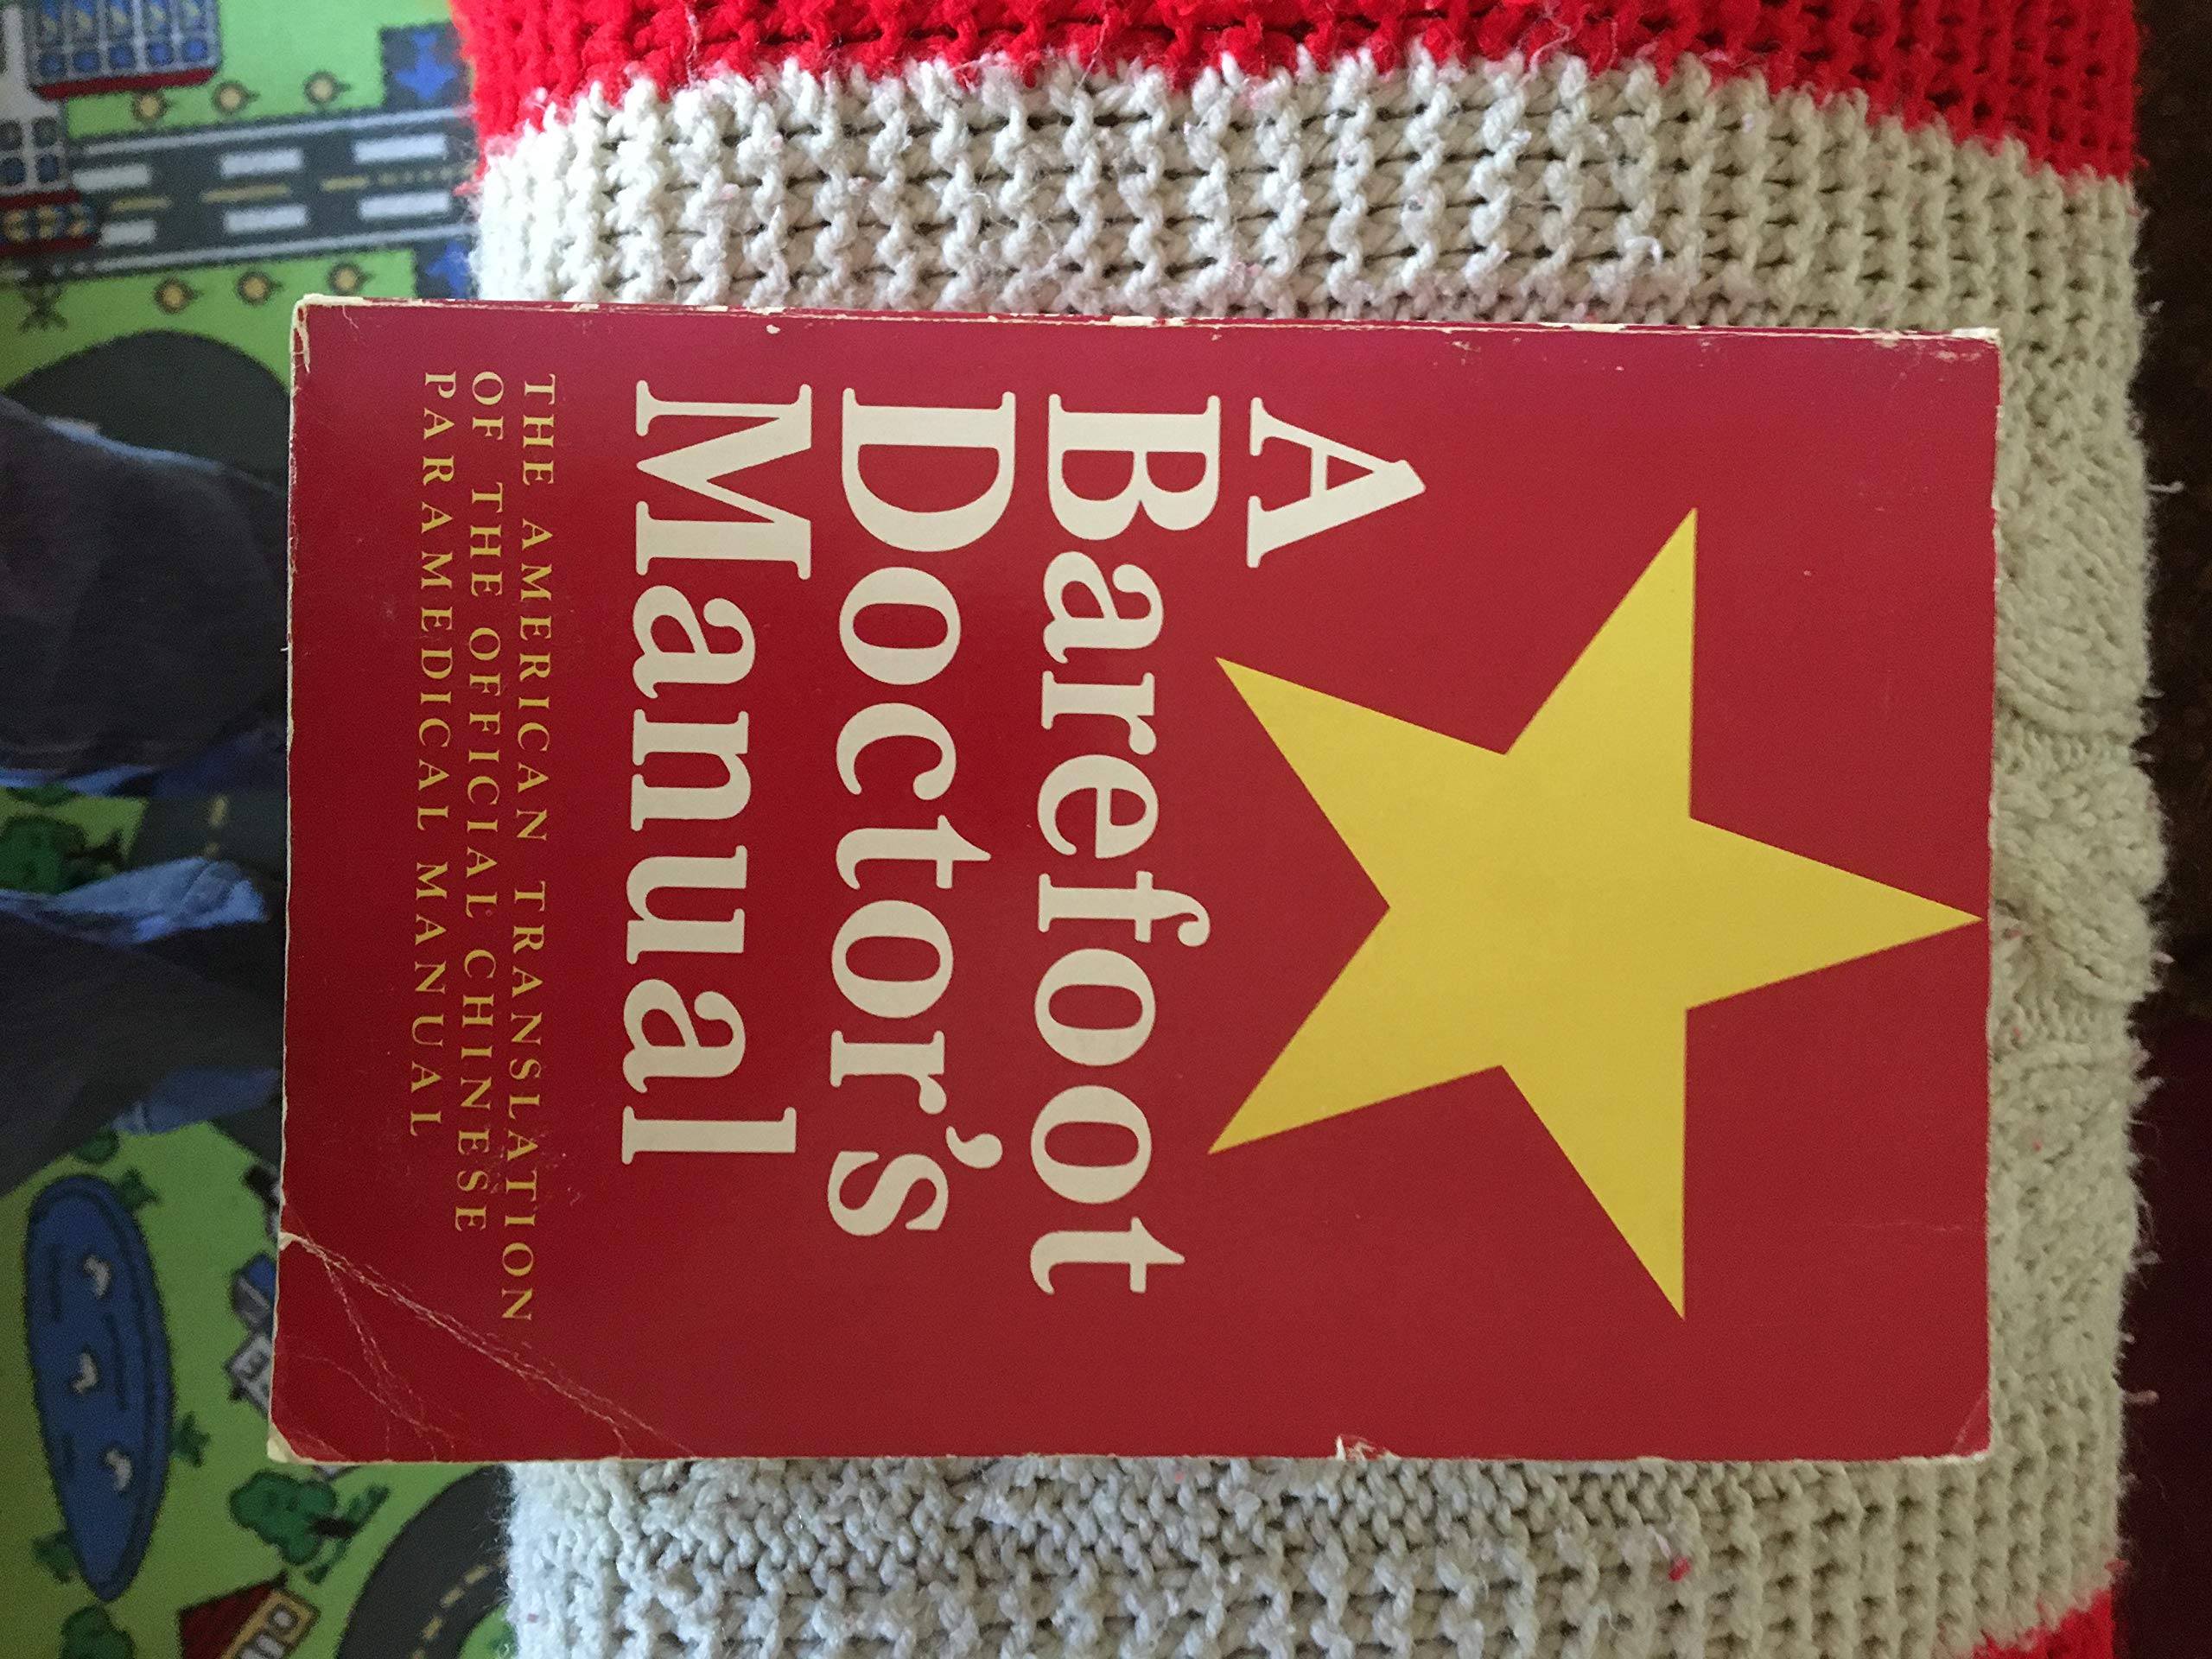 A
Barefoot
Doctor's
Manual
THE AMERICAN TRANSLATION
OF THE OFFICIAL CHINESE
PARAMEDICAL MANUAL